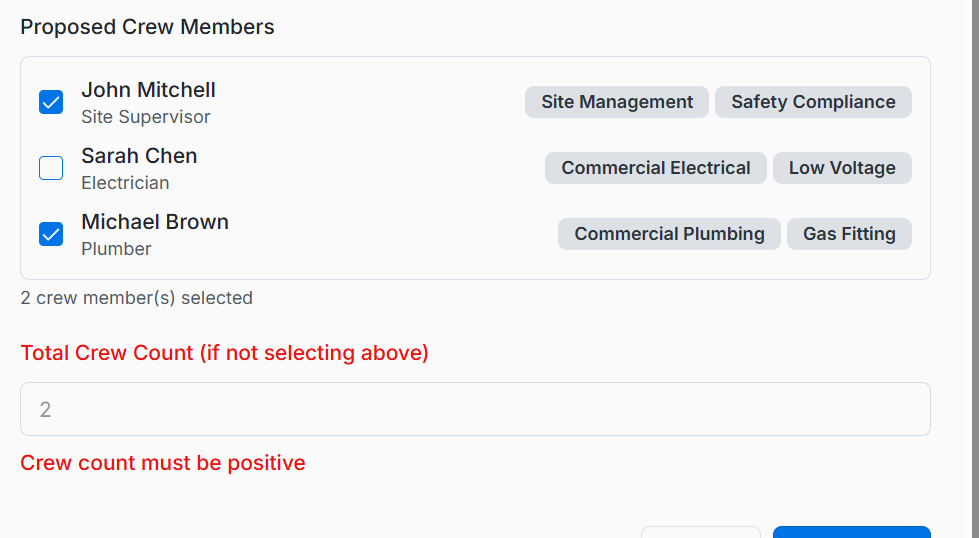 Proposed Crew Members
John Mitchell
Site Supervisor
Site Management
Safety Compliance
Sarah Chen
Electrician
Commercial Electrical
Low Voltage
Michael Brown
Plumber
Commercial Plumbing
Gas Fitting
2 crew member(s) selected
Total Crew Count (if not selecting above)
2
Crew count must be positive